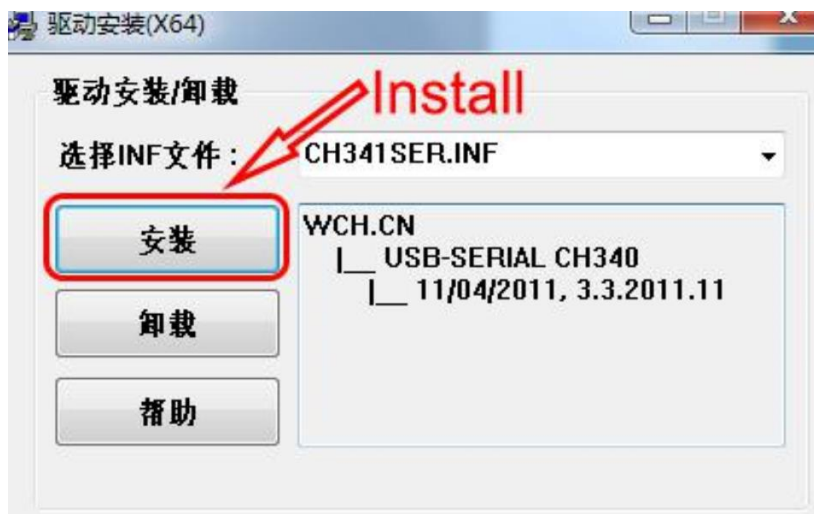 驱动安装(X64)
驱动安装/卸载
Install
选择INF文件：
CH341SER.INF
安装
WCH.CN
|__ USB-SERIAL CH340
|__ 11/04/2011, 3.3.2011.11
卸载
帮助